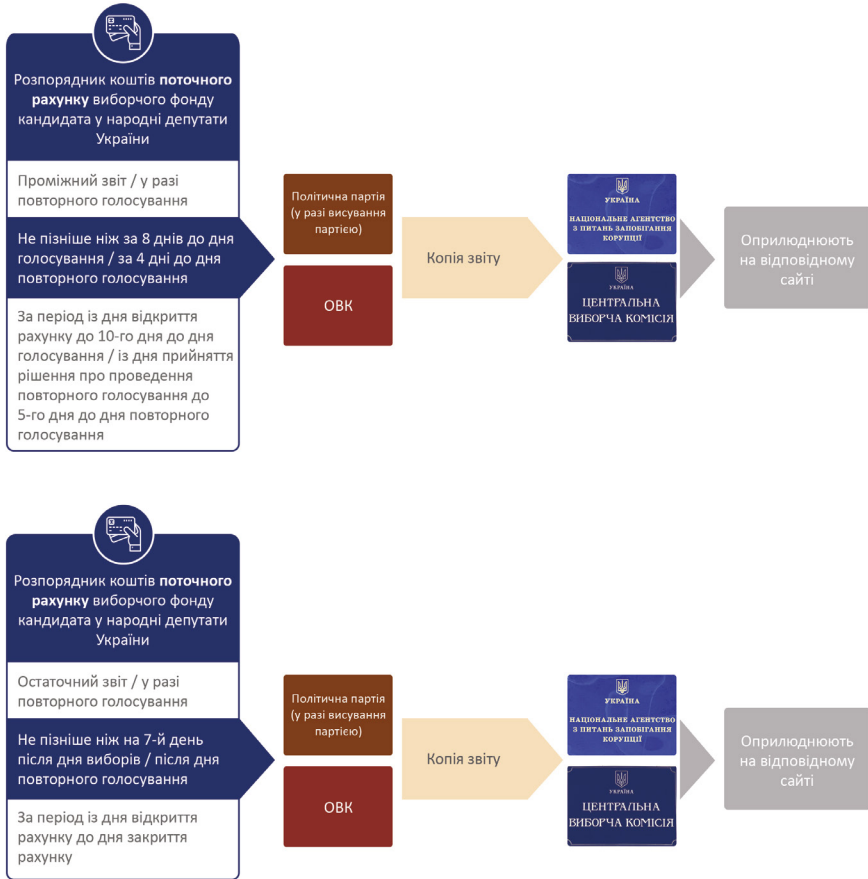 Розпорядник коштів поточного
рахунку виборчого фонду
кандидата у народні депутати
України
Проміжний звіт / у разі
повторного голосування
Не пізніше ніж за 8 днів до дня
голосування / за 4 дні до дня
повторного голосування
За період із дня відкриття
рахунку до 10-го дня до дня
голосування / із дня прийняття
рішення про проведення
повторного голосування до
5-го дня до дня повторного
голосування
Політична партія
(у разі висування
партією)
ОВК
Копія звіту
УКРАЇНА
НАЦІОНАЛЬНЕ АГЕНТСТВО
З ПИТАНЬ ЗАПОБІГАННЯ
КОРУПЦІЇ
УКРАЇНА
ЦЕНТРАЛЬНА
ВИБОРЧА КОМІСІЯ
Оприлюднюють
на відповідному
сайті
Розпорядник коштів поточного
рахунку виборчого фонду
кандидата у народні депутати
України
Остаточний звіт / у разі
повторного голосування
Не пізніше ніж на 7-й день
після дня виборів / після дня
повторного голосування
За період із дня відкриття
рахунку до дня закриття
рахунку
Політична партія
(у разі висування
партією)
ОВК
Копія звіту
УКРАЇНА
НАЦІОНАЛЬНЕ АГЕНТСТВО
З ПИТАНЬ ЗАПОБІГАННЯ
КОРУПЦІЇ
УКРАЇНА
ЦЕНТРАЛЬНА
ВИБОРЧА КОМІСІЯ
Оприлюднюють
на відповідному
сайті